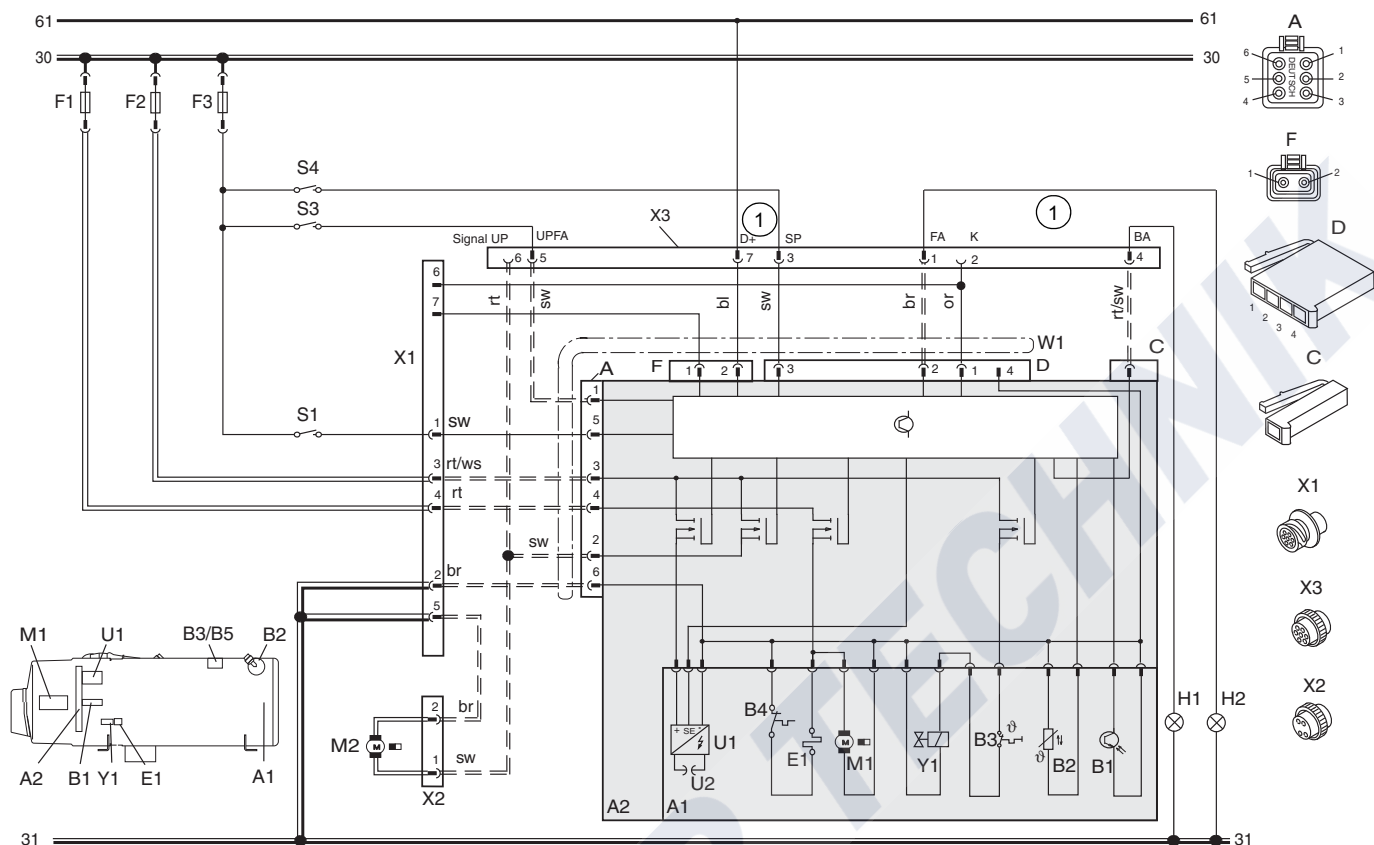 61
61
30
30
F1
F2
F3
S4
S3
S1
X3
Signal UP
UPFA
D+
SP
FA
K
BA
1
1
6
5
7
3
1
2
4
rt
sw
bl
sw
br
or
rt/sw
X1
6
7
1
3
4
2
5
sw
rt/ws
rt
br
sw
br
sw
W1
F
1
2
3
2
1
4
D
C
A
1
5
3
4
2
6
+ SE
U1
U2
B4
E1
M
M1
Y1
B3
ϑ
ϑ
B2
B1
A2
A1
H1
H2
M2
M
2
1
X2
M1
U1
B3/B5
B2
A2
B1
Y1
E1
A1
31
31
A
6
5
4
1
2
3
DEUTSCH
F
1
2
D
1
2
3
4
C
X1
X3
X2
TECHNIK